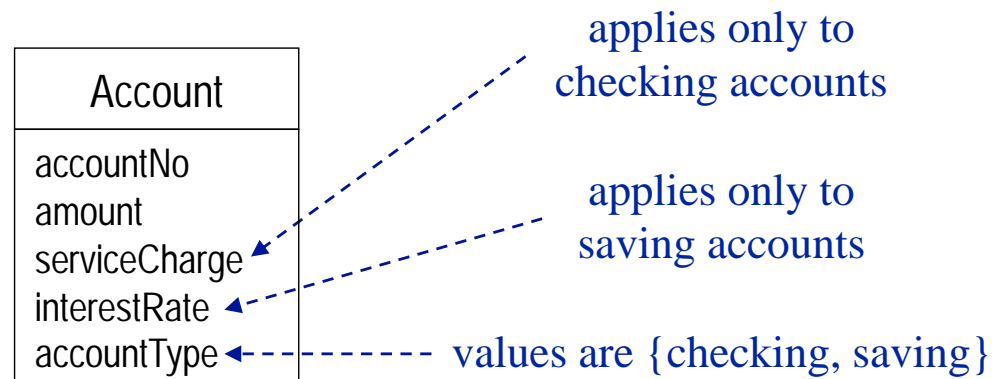 Account
accountNo
amount
serviceCharge
interestRate
accountType
applies only to
checking accounts
applies only to
saving accounts
values are {checking, saving}